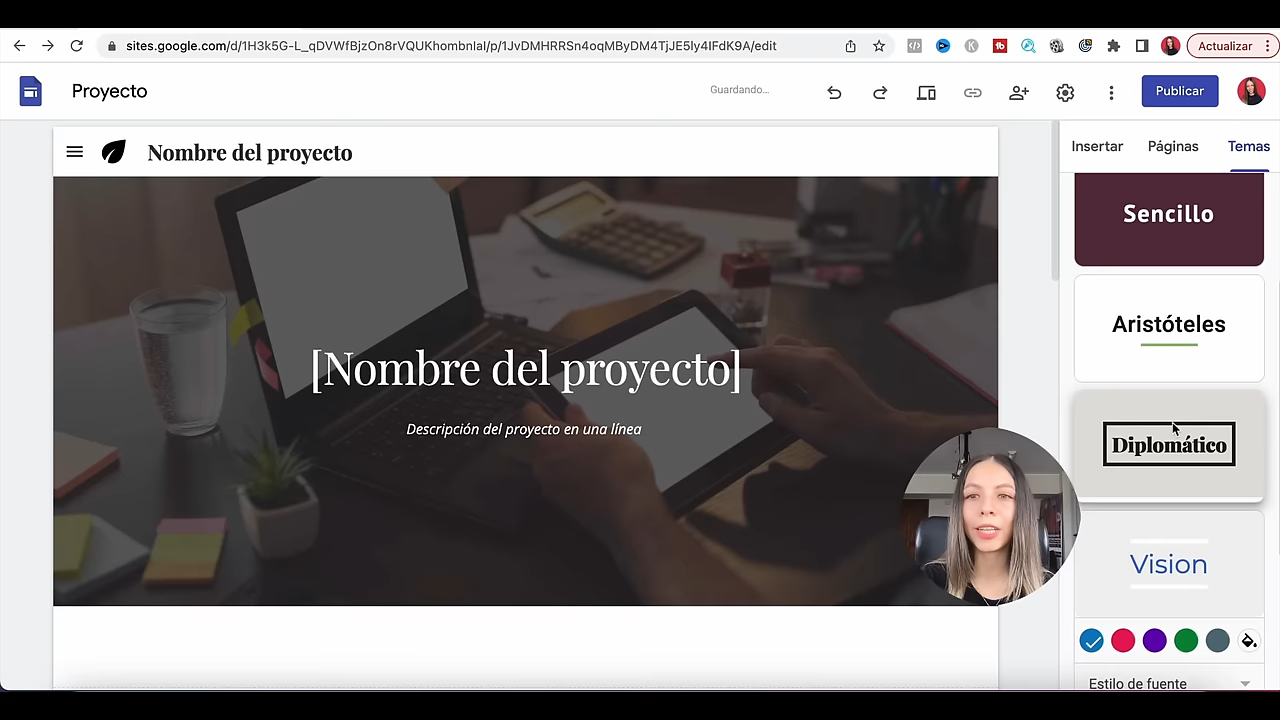 sites.google.com/d/1H3k5G-L_qDVWfBjzOn8rVQUKhombnlaI/p/1JvDMHRRSn4oqMByDM4TjJE5Iy4IFdK9A/edit
Actualizar
Proyecto
Guardando...
Publicar
Insertar
Páginas
Temas
Nombre del proyecto
[Nombre del proyecto]
Descripción del proyecto en una línea
Sencillo
Aristóteles
Diplomático
Vision
Estilo de fuente